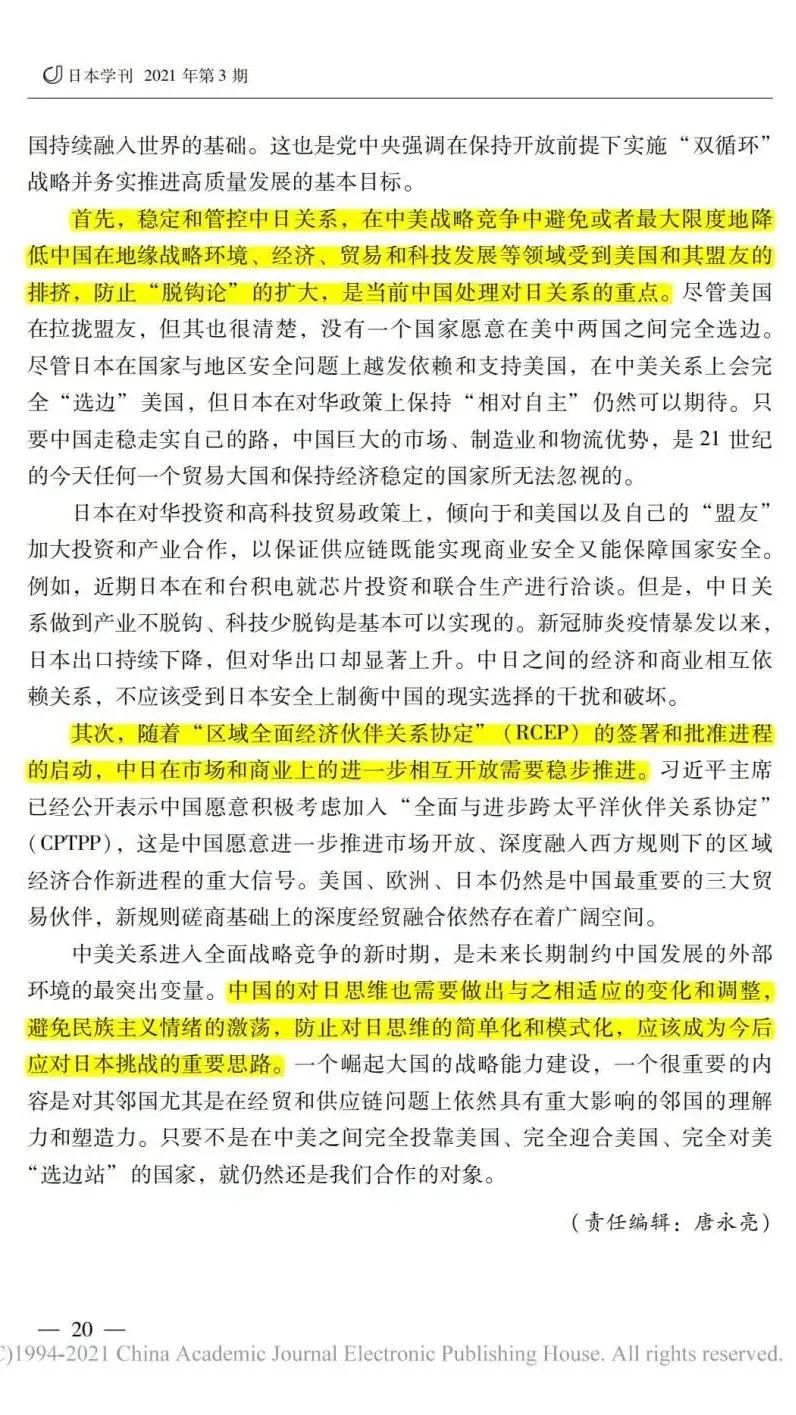 日本学刊 2021 年第 3 期
国持续融入世界的基础。这也是党中央强调在保持开放前提下实施“双循环”
战略并务实推进高质量发展的基本目标。
首先，稳定和管控中日关系，在中美战略竞争中避免或者最大限度地降
低中国在地缘战略环境、经济、贸易和科技发展等领域受到美国和其盟友的
排挤，防止“脱钩论”的扩大，是当前中国处理对日关系的重点。尽管美国
在拉拢盟友，但其也很清楚，没有一个国家愿意在美中两国之间完全选边。
尽管日本在国家与地区安全问题上越发依赖和支持美国，在中美关系上会完
全“选边”美国，但日本在对华政策上保持“相对自主”仍然可以期待。只
要中国走稳走实自己的路，中国巨大的市场、制造业和物流优势，是 21 世纪
的今天任何一个贸易大国和保持经济稳定的国家所无法忽视的。
日本在对华投资和高科技贸易政策上，倾向于和美国以及自己的“盟友”
加大投资和产业合作，以保证供应链既能实现商业安全又能保障国家安全。
例如，近期日本在和台积电就芯片投资和联合生产进行洽谈。但是，中日关
系做到产业不脱钩、科技少脱钩是基本可以实现的。新冠肺炎疫情暴发以来，
日本出口持续下降，但对华出口却显著上升。中日之间的经济和商业相互依
赖关系，不应该受到日本安全上制衡中国的现实选择的干扰和破坏。
其次，随着“区域全面经济伙伴关系协定”（RCEP）的签署和批准进程
的启动，中日在市场和商业上的进一步相互开放需要稳步推进。习近平主席
已经公开表示中国愿意积极考虑加入“全面与进步跨太平洋伙伴关系协定”
（CPTPP），这是中国愿意进一步推进市场开放、深度融入西方规则下的区域
经济合作新进程的重大信号。美国、欧洲、日本仍然是中国最重要的三大贸
易伙伴，新规则磋商基础上的深度经贸融合依然存在着广阔空间。
中美关系进入全面战略竞争的新时期，是未来长期制约中国发展的外部
环境的最突出变量。中国的对日思维也需要做出与之相适应的变化和调整，
避免民族主义情绪的激荡，防止对日思维的简单化和模式化，应该成为今后
应对日本挑战的重要思路。一个崛起大国的战略能力建设，一个很重要的内
容是对其邻国尤其是在经贸和供应链问题上依然具有重大影响的邻国的理解
力和塑造力。只要不是在中美之间完全投靠美国、完全迎合美国、完全对美
“选边站”的国家，就仍然还是我们合作的对象。
（责任编辑：唐永亮）
— 20 —
C)1994-2021 China Academic Journal Electronic Publishing House. All rights reserved.